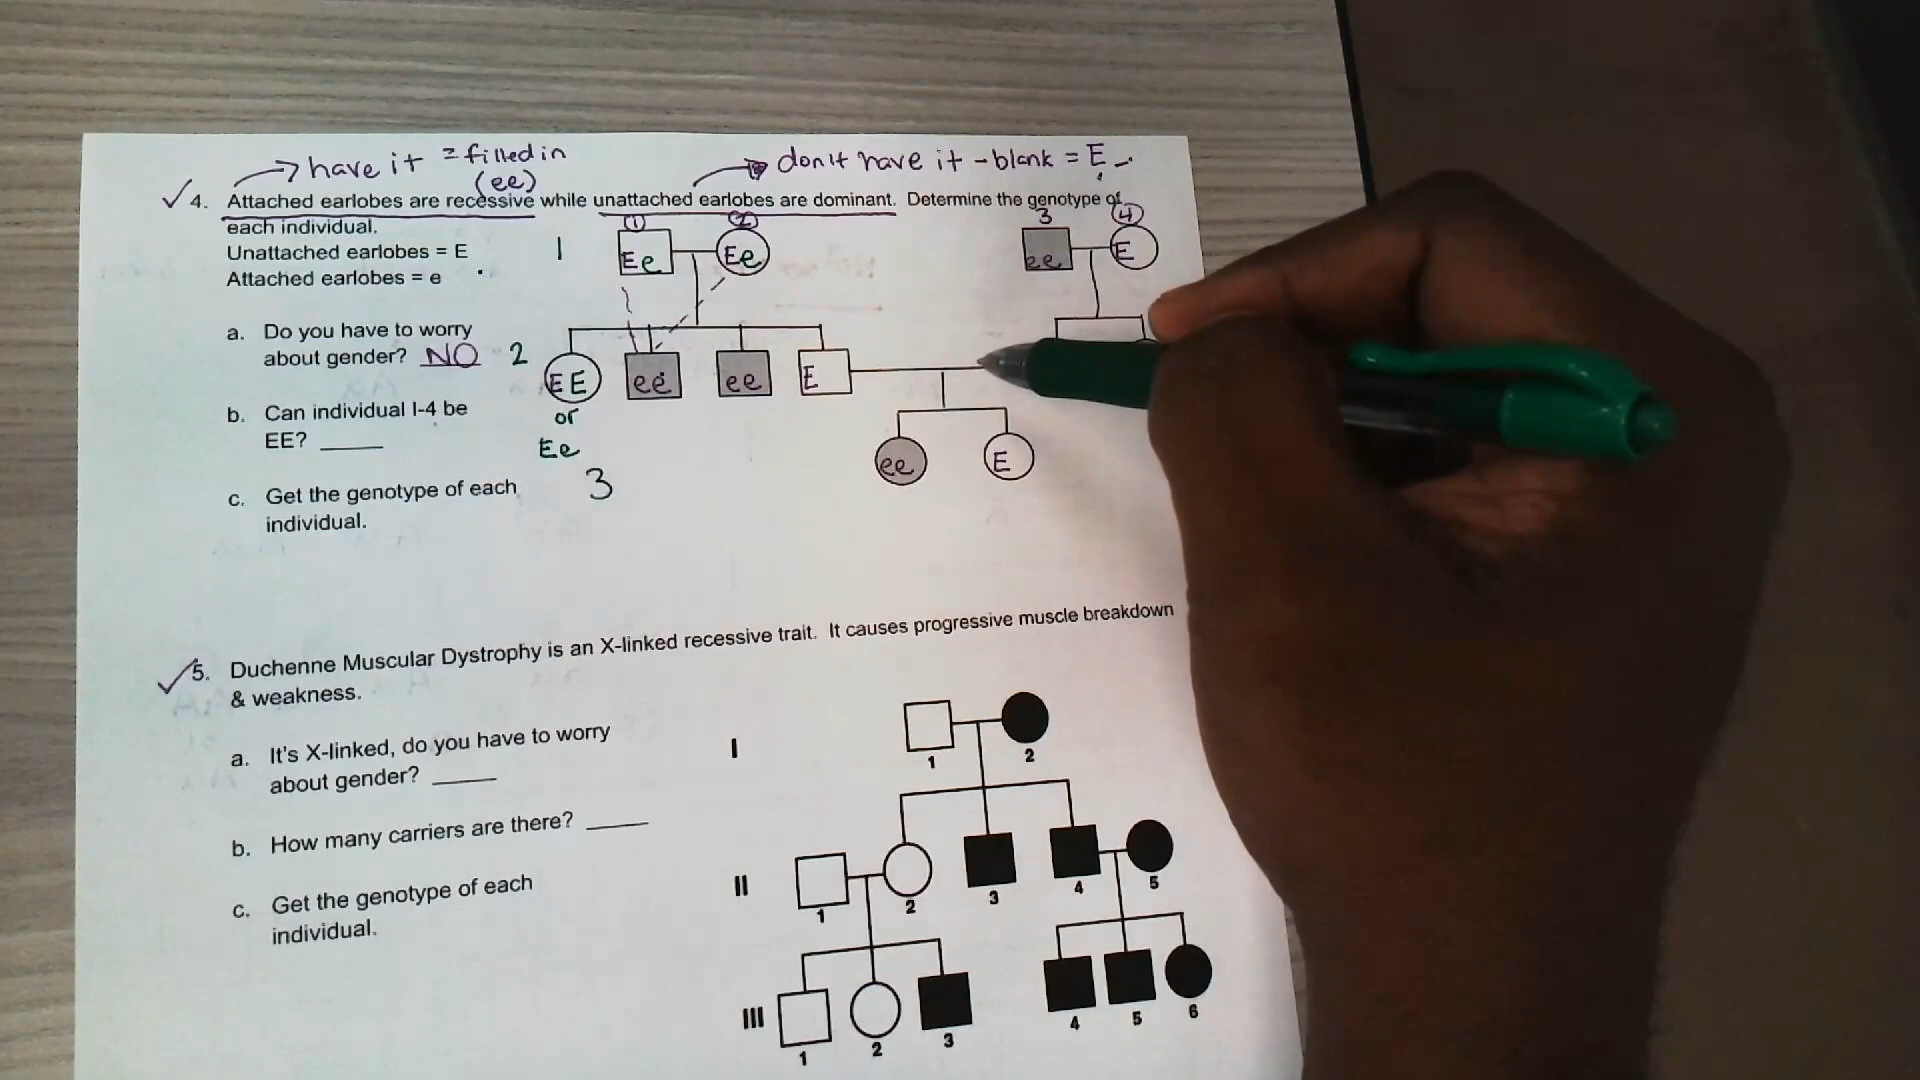 have it = filled in
(ee)
don't have it - blank = E_.
✓ 4. Attached earlobes are recessive while unattached earlobes are dominant. Determine the genotype of
each individual.
Unattached earlobes = E
Attached earlobes = e
a. Do you have to worry
about gender? NO
b. Can individual I-4 be
EE? ____
c. Get the genotype of each
individual.
1 2 3 4
1 Ee Ee ee E
2 EE ee ee E
or
Ee
3 ee E
✓ 5. Duchenne Muscular Dystrophy is an X-linked recessive trait. It causes progressive muscle breakdown
& weakness.
a. It's X-linked, do you have to worry
about gender? ____
b. How many carriers are there? ____
c. Get the genotype of each
individual.
I
1 2
II
1 2 3 4 5
III
1 2 3 4 5 6